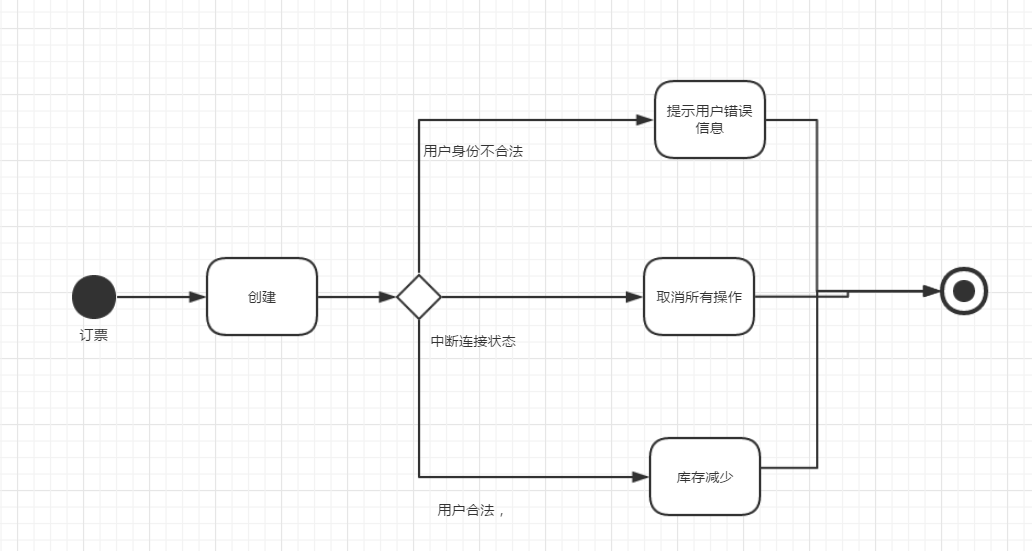 提示用户错误
信息
用户身份不合法
创建
取消所有操作
订票
中断连接状态
库存减少
用户合法，